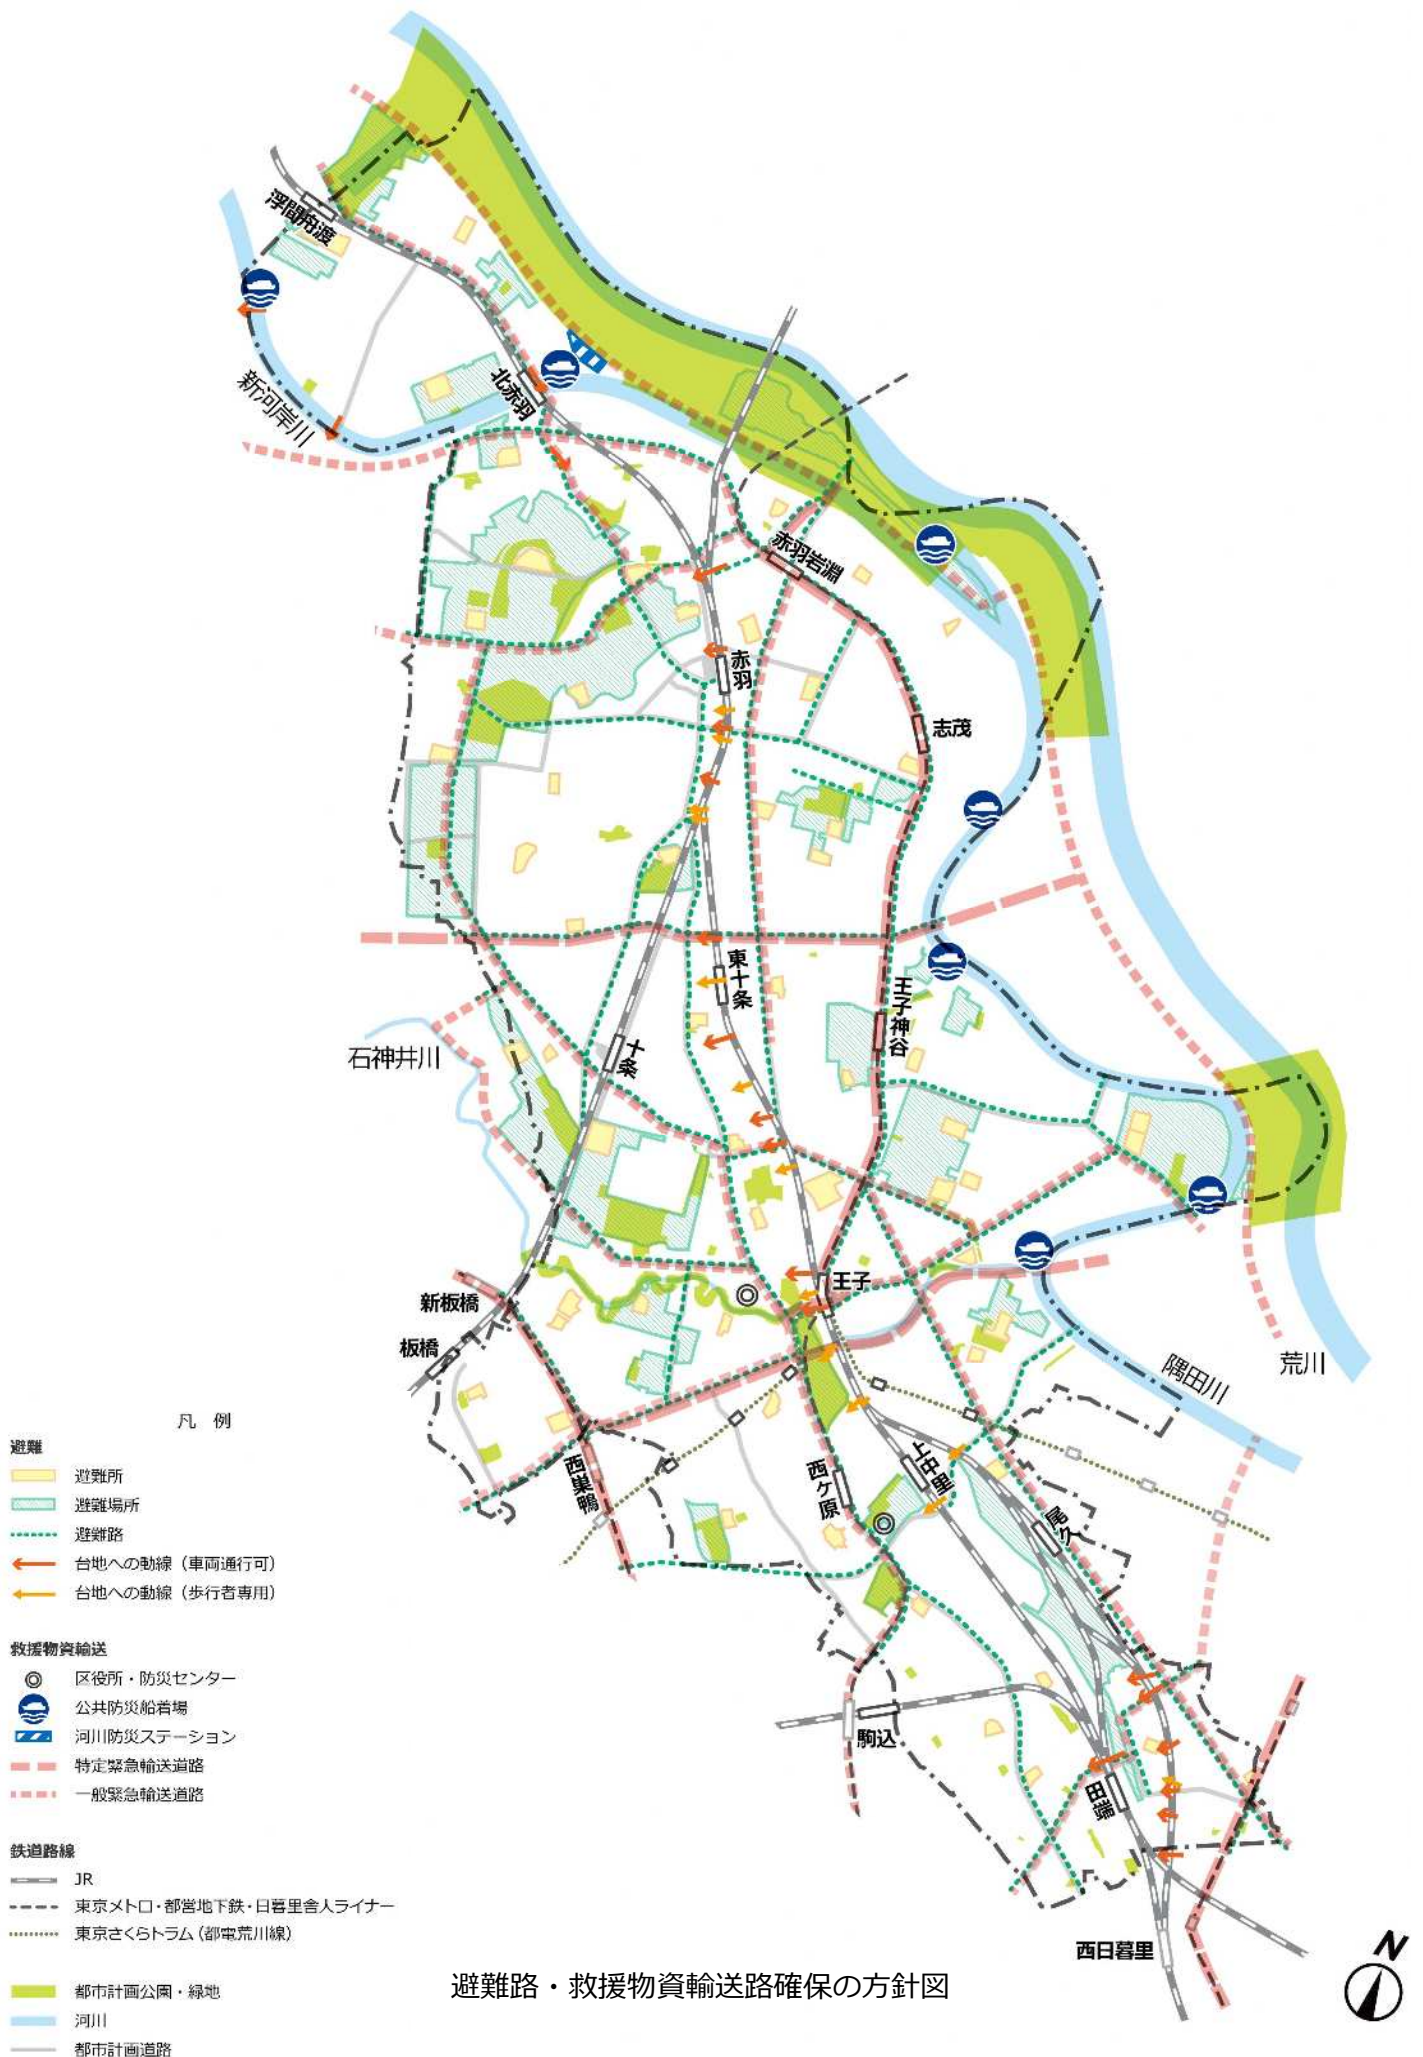 浮間舟渡
新河岸川
北赤羽
赤羽岩淵
赤羽
志茂
東十条
王子神谷
十条
石神井川
王子
新板橋
板橋
荒川
隅田川
西巣鴨
西ケ原
上中里
尾久
駒込
田端
西日暮里
凡 例
避難
避難所
避難場所
避難路
台地への動線（車両通行可）
台地への動線（歩行者専用）
救援物資輸送
区役所・防災センター
公共防災船着場
河川防災ステーション
特定緊急輸送道路
一般緊急輸送道路
鉄道路線
JR
東京メトロ・都営地下鉄・日暮里舎人ライナー
東京さくらトラム（都電荒川線）
都市計画公園・緑地
河川
都市計画道路
避難路・救援物資輸送路確保の方針図
N